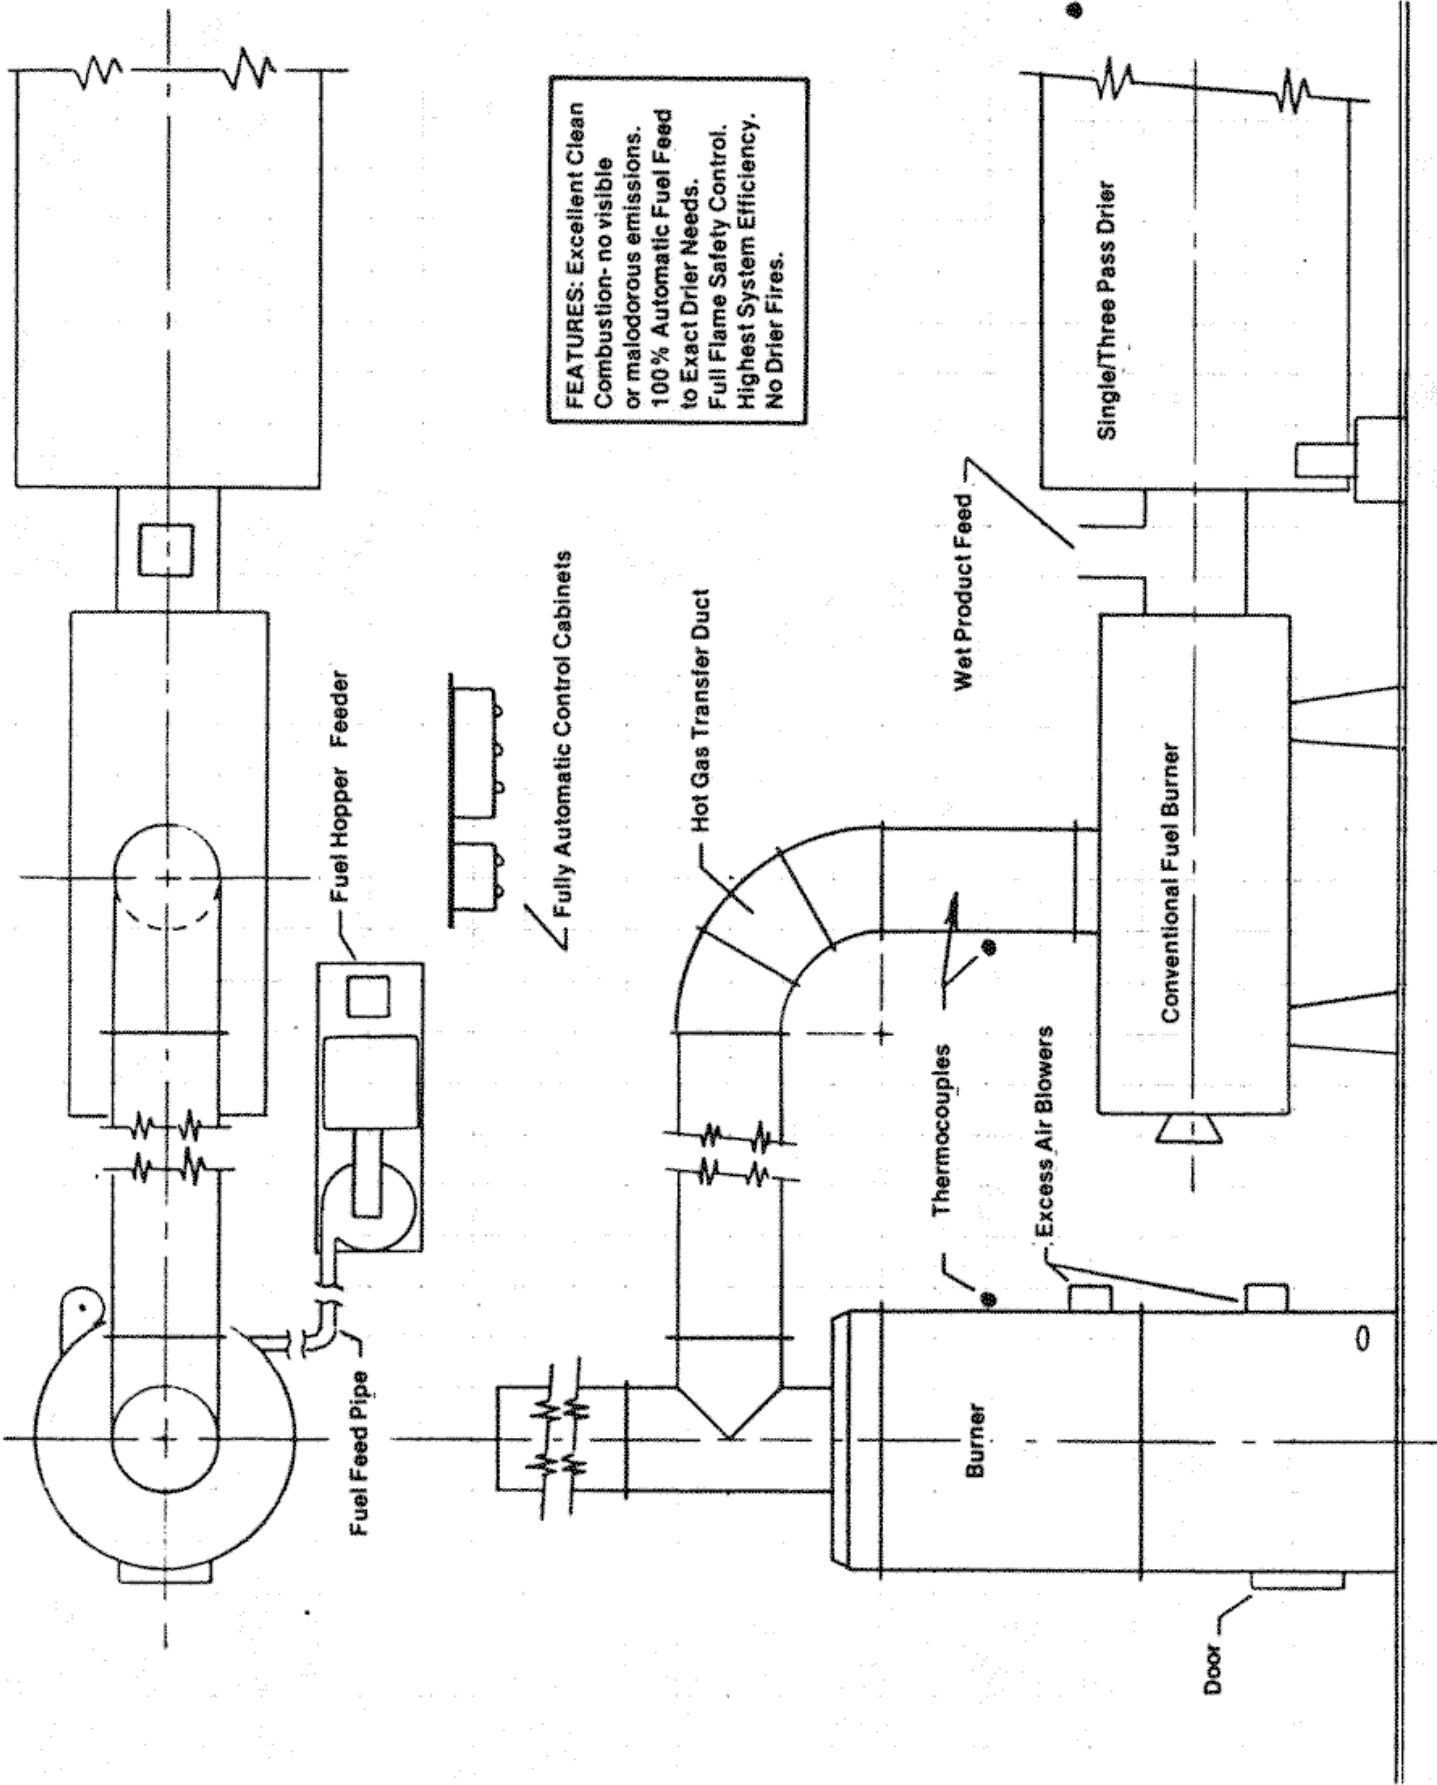 FEATURES: Excellent Clean
Combustion- no visible
or malodorous emissions.
100% Automatic Fuel Feed
to Exact Drier Needs.
Full Flame Safety Control.
Highest System Efficiency.
No Drier Fires.
Fuel Hopper Feeder
Fuel Feed Pipe
Fully Automatic Control Cabinets
Hot Gas Transfer Duct
Wet Product Feed
Single/Three Pass Drier
Thermocouples
Excess Air Blowers
Conventional Fuel Burner
Burner
Door